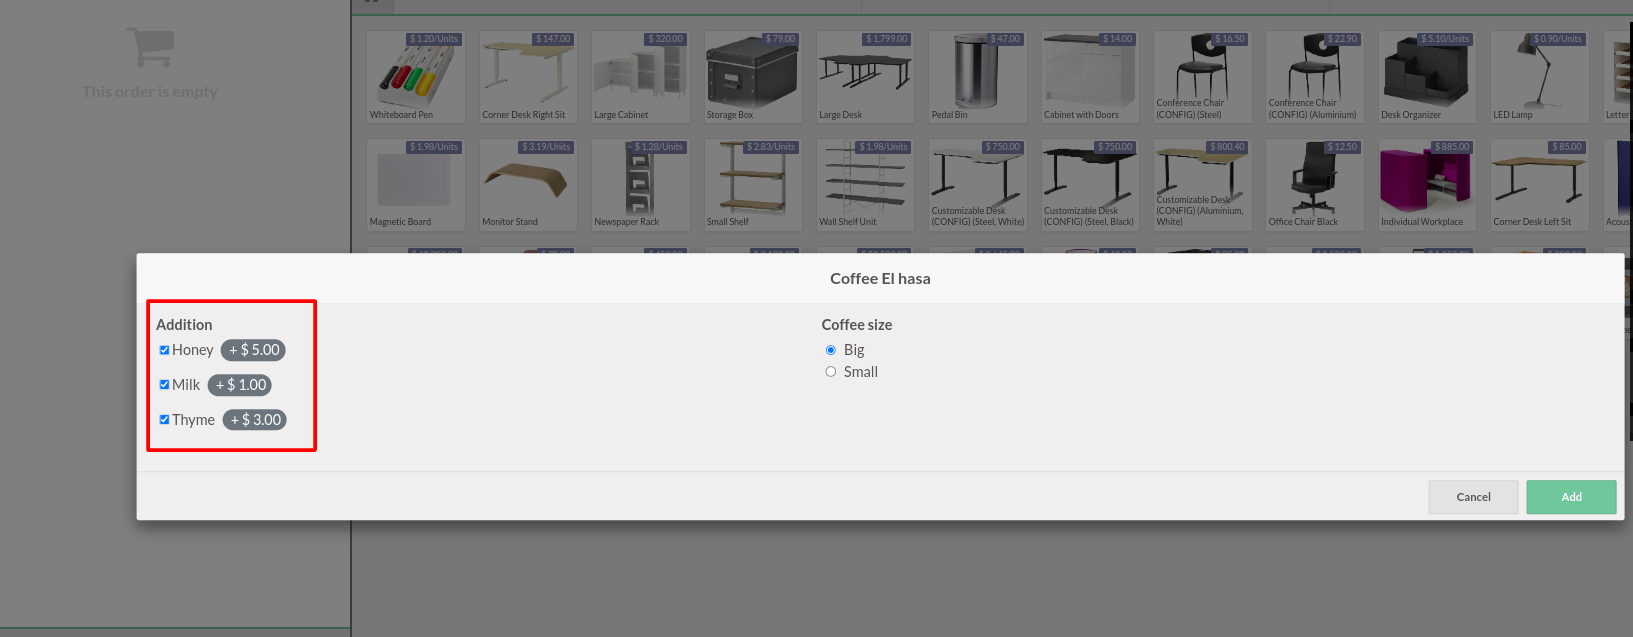 This order is empty
$ 1.20/Units
$ 147.00
$ 320.00
$ 79.00
$ 1,799.00
$ 47.00
$ 14.00
$ 16.50
$ 22.90
$ 5.10/Units
$ 0.90/Units
Whiteboard Pen
Corner Desk Right Sit
Large Cabinet
Storage Box
Large Desk
Pedal Bin
Cabinet with Doors
Conference Chair
(CONFIG) (Steel)
Conference Chair
(CONFIG) (Aluminium)
Desk Organizer
LED Lamp
Letter
$ 1.98/Units
$ 3.19/Units
$ 1.28/Units
$ 2.83/Units
$ 1.98/Units
$ 750.00
$ 750.00
$ 800.40
$ 12.50
$ 885.00
$ 85.00
Magnetic Board
Monitor Stand
Newspaper Rack
Small Shelf
Wall Shelf Unit
Customizable Desk
(CONFIG) (Steel, White)
Customizable Desk
(CONFIG) (Steel, Black)
Customizable Desk
(CONFIG) (Aluminium,
White)
Office Chair Black
Individual Workplace
Corner Desk Left Sit
Acous
Coffee El hasa
Addition
Honey + $ 5.00
Milk + $ 1.00
Thyme + $ 3.00
Coffee size
Big
Small
Cancel
Add